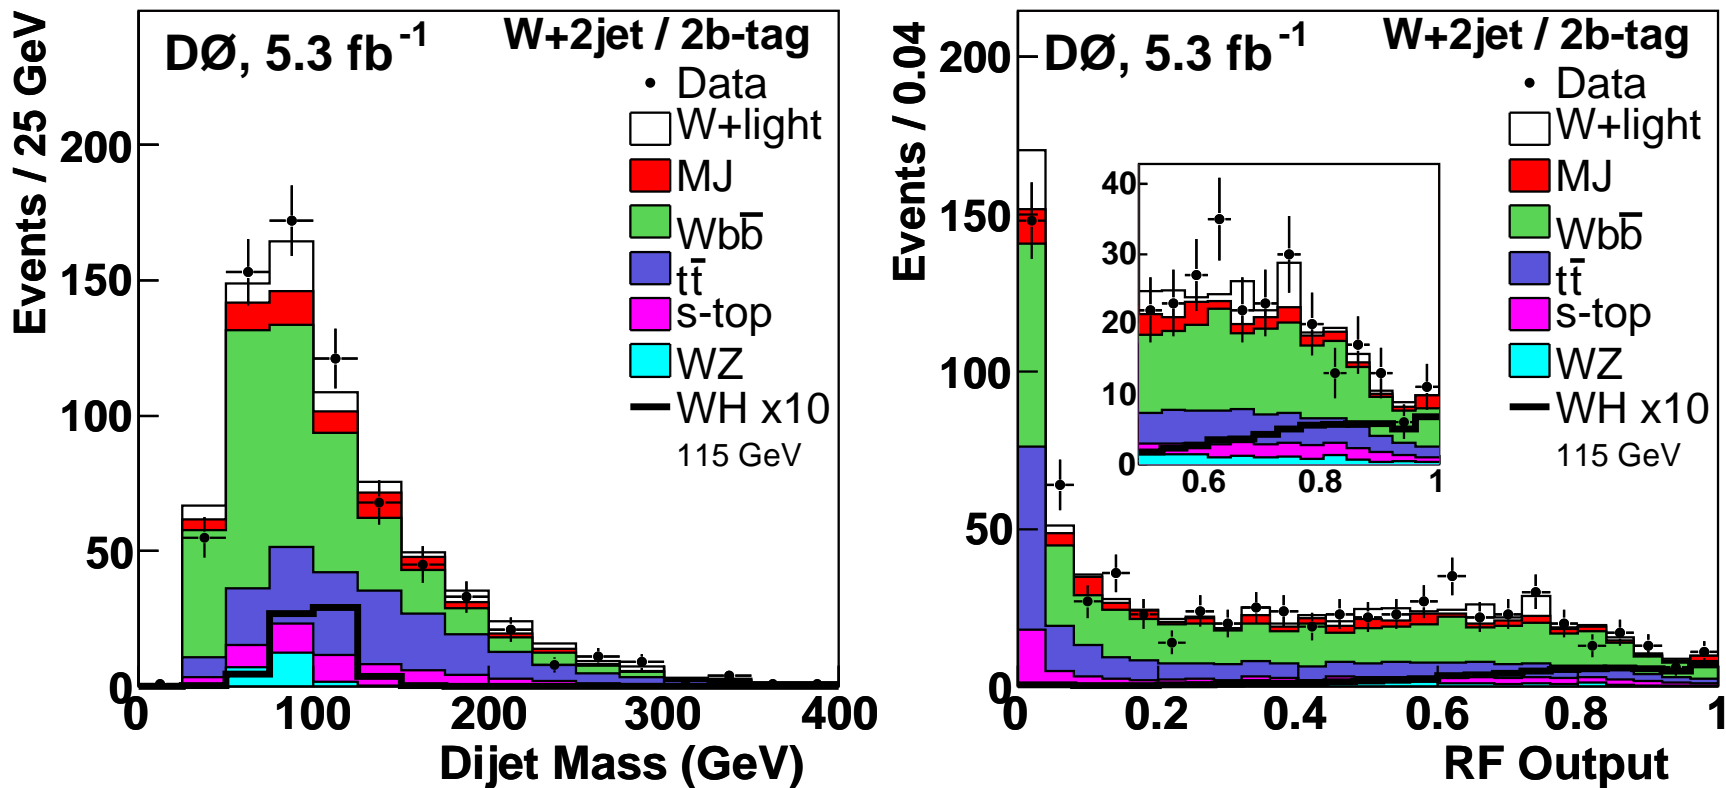 Events / 25 GeV
DØ, 5.3 fb⁻¹
W+2jet / 2b-tag
Data
W+light
MJ
Wbb̄
tt̄
s-top
WZ
WH x10
115 GeV
200
150
100
50
0
0 100 200 300 400
Dijet Mass (GeV)
Events / 0.04
DØ, 5.3 fb⁻¹
W+2jet / 2b-tag
Data
W+light
MJ
Wbb̄
tt̄
s-top
WZ
WH x10
115 GeV
200
150
100
50
0
40
30
20
10
0
0.6 0.8 1
0 0.2 0.4 0.6 0.8 1
RF Output